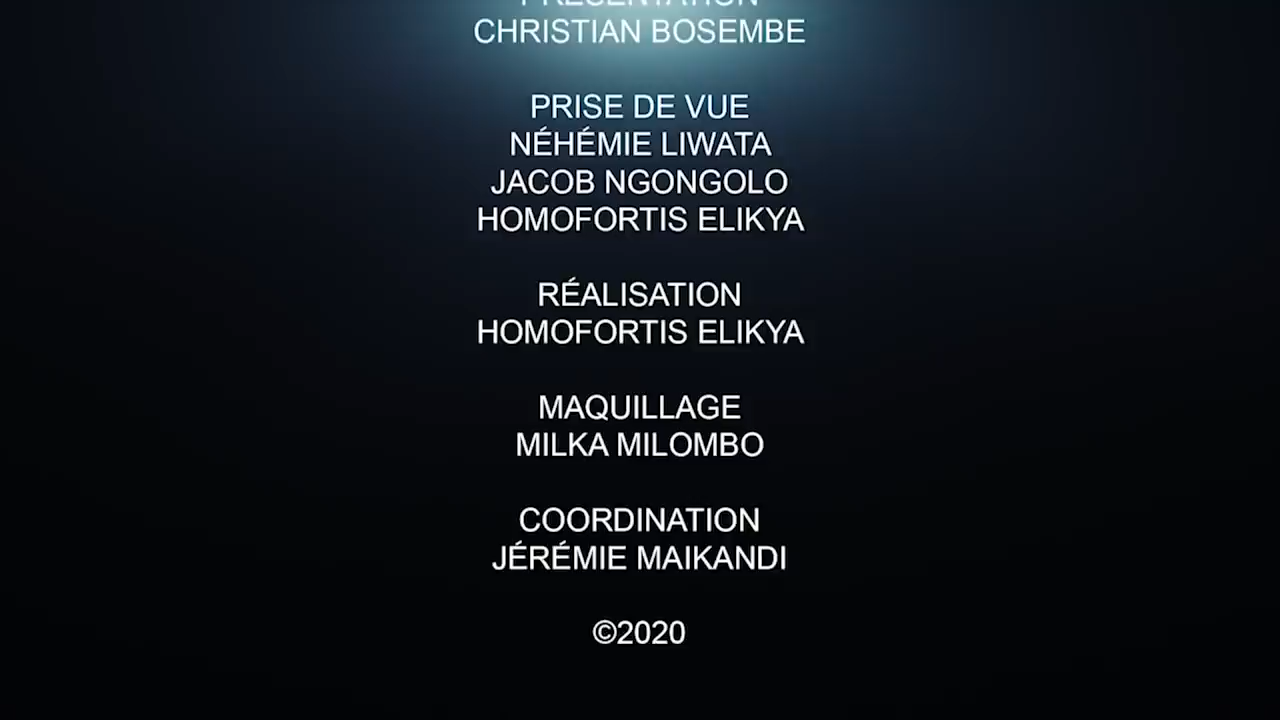 PRÉSENTATION
CHRISTIAN BOSEMBE
PRISE DE VUE
NÉHÉMIE LIWATA
JACOB NGONGOLO
HOMOFORTIS ELIKYA
RÉALISATION
HOMOFORTIS ELIKYA
MAQUILLAGE
MILKA MILOMBO
COORDINATION
JÉRÉMIE MAIKANDI
©2020